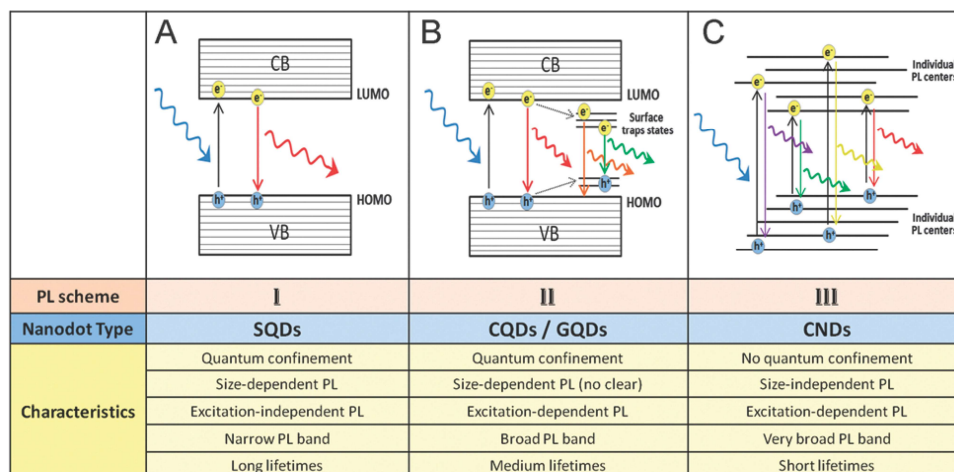 A
CB
e⁻
e⁻
LUMO
h⁺
h⁺
HOMO
VB
B
CB
e⁻
e⁻
LUMO
e⁻
Surface
traps states
e⁻
h⁺
h⁺
h⁺
HOMO
VB
C
e⁻
Individual
PL centers
e⁻
e⁻
e⁻
h⁺
h⁺
Individual
PL centers
h⁺
h⁺
PL scheme
I
II
III
Nanodot Type
SQDs
CQDs / GQDs
CNDs
Characteristics
Quantum confinement
Quantum confinement
No quantum confinement
Size-dependent PL
Size-dependent PL (no clear)
Size-independent PL
Excitation-independent PL
Excitation-dependent PL
Excitation-dependent PL
Narrow PL band
Broad PL band
Very broad PL band
Long lifetimes
Medium lifetimes
Short lifetimes